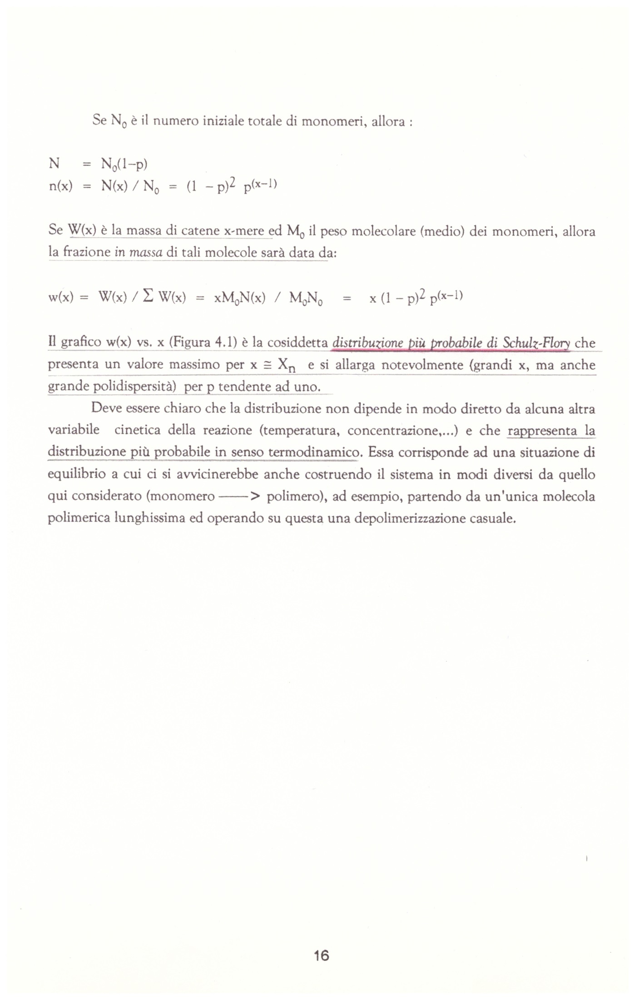 Se N₀ è il numero iniziale totale di monomeri, allora :
N = N₀(1–p)
n(x) = N(x) / N₀ = (1 – p)² p⁽ˣ⁻¹⁾
Se W(x) è la massa di catene x-mere ed M₀ il peso molecolare (medio) dei monomeri, allora
la frazione in massa di tali molecole sarà data da:
w(x) = W(x) / Σ W(x) = xM₀N(x) / M₀N₀ = x (1 – p)² p⁽ˣ⁻¹⁾
Il grafico w(x) vs. x (Figura 4.1) è la cosiddetta distribuzione più probabile di Schulz-Flory che
presenta un valore massimo per x ≅ Xₙ e si allarga notevolmente (grandi x, ma anche
grande polidispersità) per p tendente ad uno.
Deve essere chiaro che la distribuzione non dipende in modo diretto da alcuna altra
variabile cinetica della reazione (temperatura, concentrazione,...) e che rappresenta la
distribuzione più probabile in senso termodinamico. Essa corrisponde ad una situazione di
equilibrio a cui ci si avvicinerebbe anche costruendo il sistema in modi diversi da quello
qui considerato (monomero ——> polimero), ad esempio, partendo da un'unica molecola
polimerica lunghissima ed operando su questa una depolimerizzazione casuale.
16